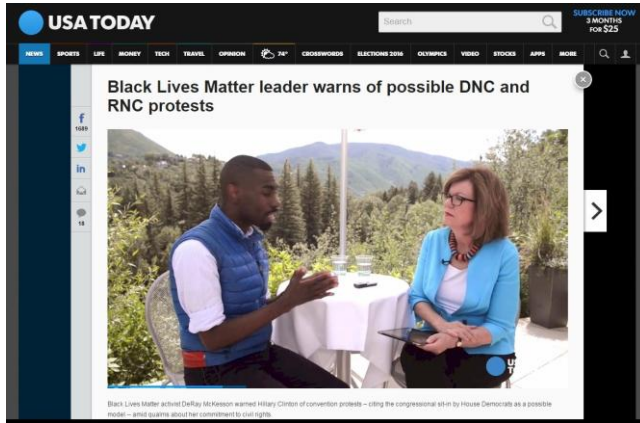 USA TODAY
Search
SUBSCRIBE NOW
3 MONTHS
FOR $25
NEWS SPORTS LIFE MONEY TECH TRAVEL OPINION 74° CROSSWORDS ELECTIONS 2016 OLYMPICS VIDEO STOCKS APPS MORE
Black Lives Matter leader warns of possible DNC and
RNC protests
1689
18
US
TO
Black Lives Matter activist DeRay McKesson warned Hillary Clinton of convention protests – citing the congressional sit-in by House Democrats as a possible
model – amid qualms about her commitment to civil rights.